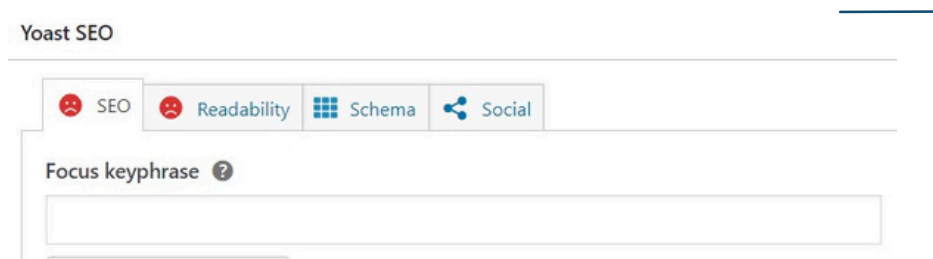 Yoast SEO
SEO Readability Schema Social
Focus keyphrase ?